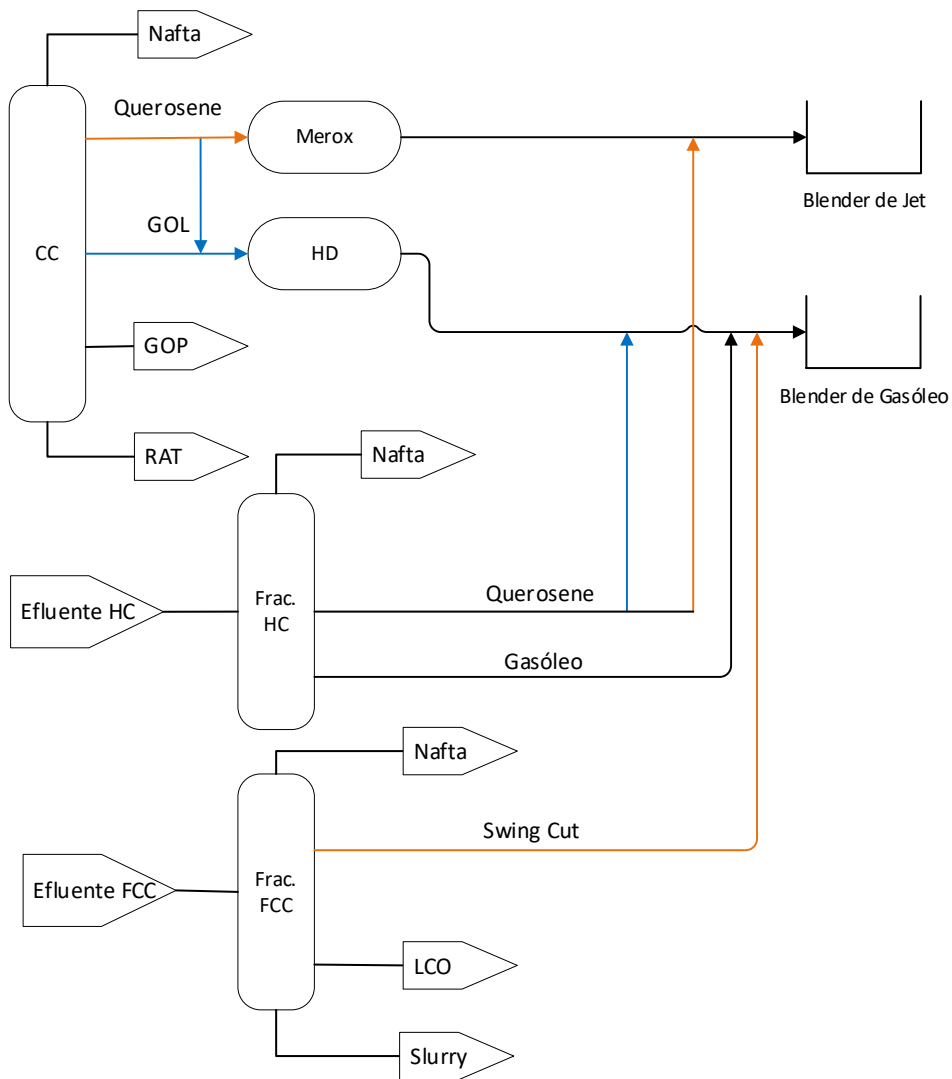 Nafta
Querosene
Merox
Blender de Jet
GOL
CC
HD
GOP
Blender de Gasóleo
RAT
Nafta
Efluente HC
Frac.
HC
Querosene
Gasóleo
Nafta
Swing Cut
Efluente FCC
Frac.
FCC
LCO
Slurry